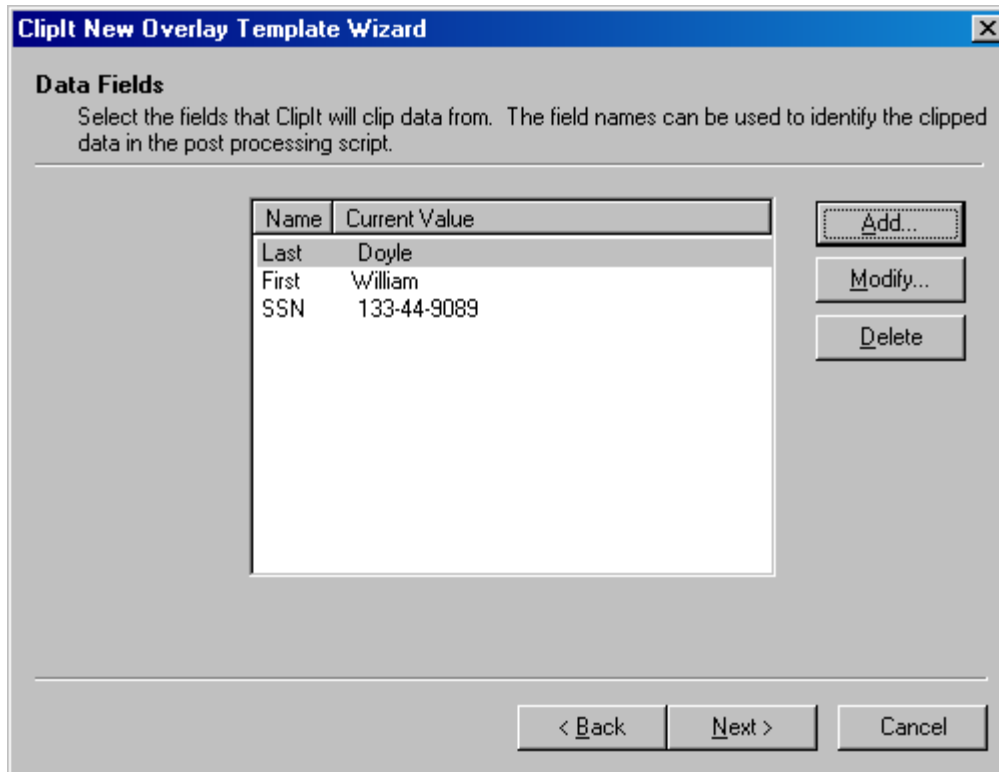 ClipIt New Overlay Template Wizard
Data Fields
Select the fields that ClipIt will clip data from. The field names can be used to identify the clipped
data in the post processing script.
Name Current Value
Last Doyle
First William
SSN 133-44-9089
Add...
Modify...
Delete
< Back Next > Cancel